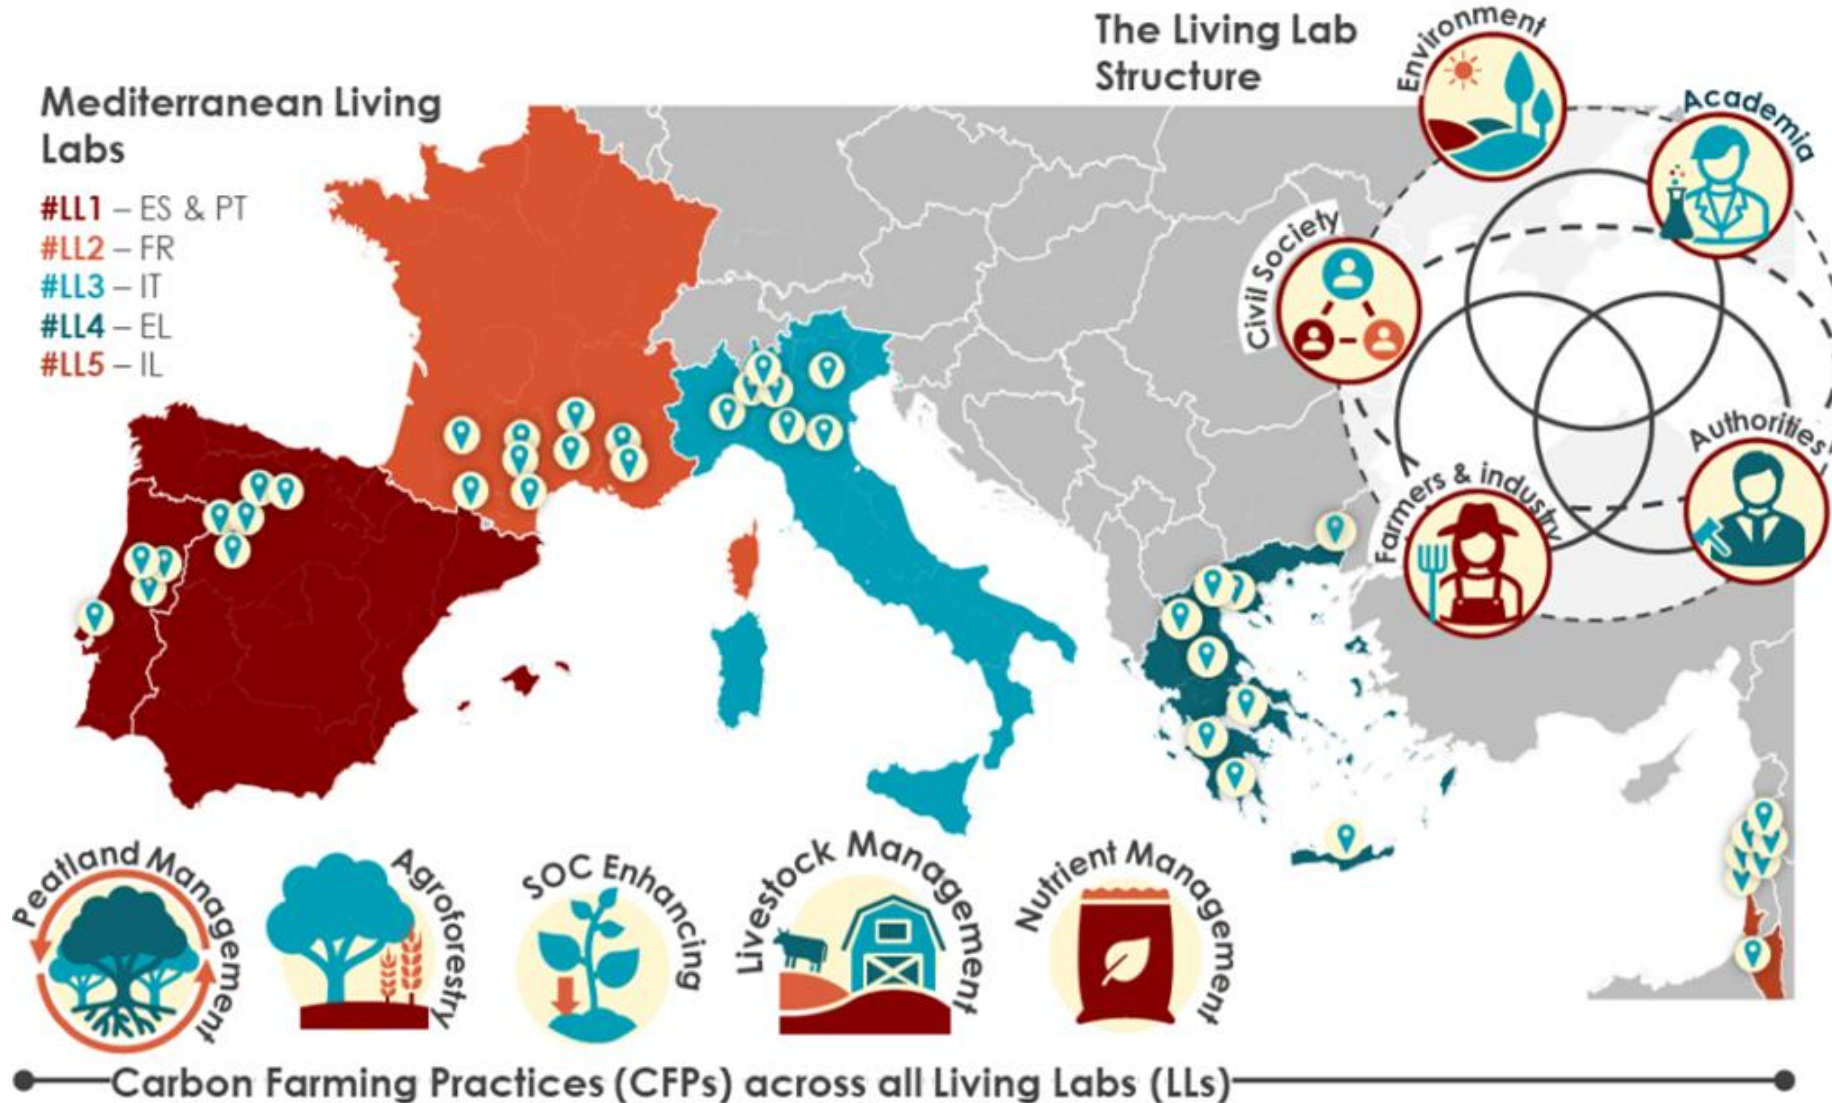 Mediterranean Living
Labs
#LL1 – ES & PT
#LL2 – FR
#LL3 – IT
#LL4 – EL
#LL5 – IL
The Living Lab
Structure
Environment
Academia
Civil Society
Authorities
Farmers & industry
Peatland Management
Agroforestry
SOC Enhancing
Livestock Management
Nutrient Management
Carbon Farming Practices (CFPs) across all Living Labs (LLs)